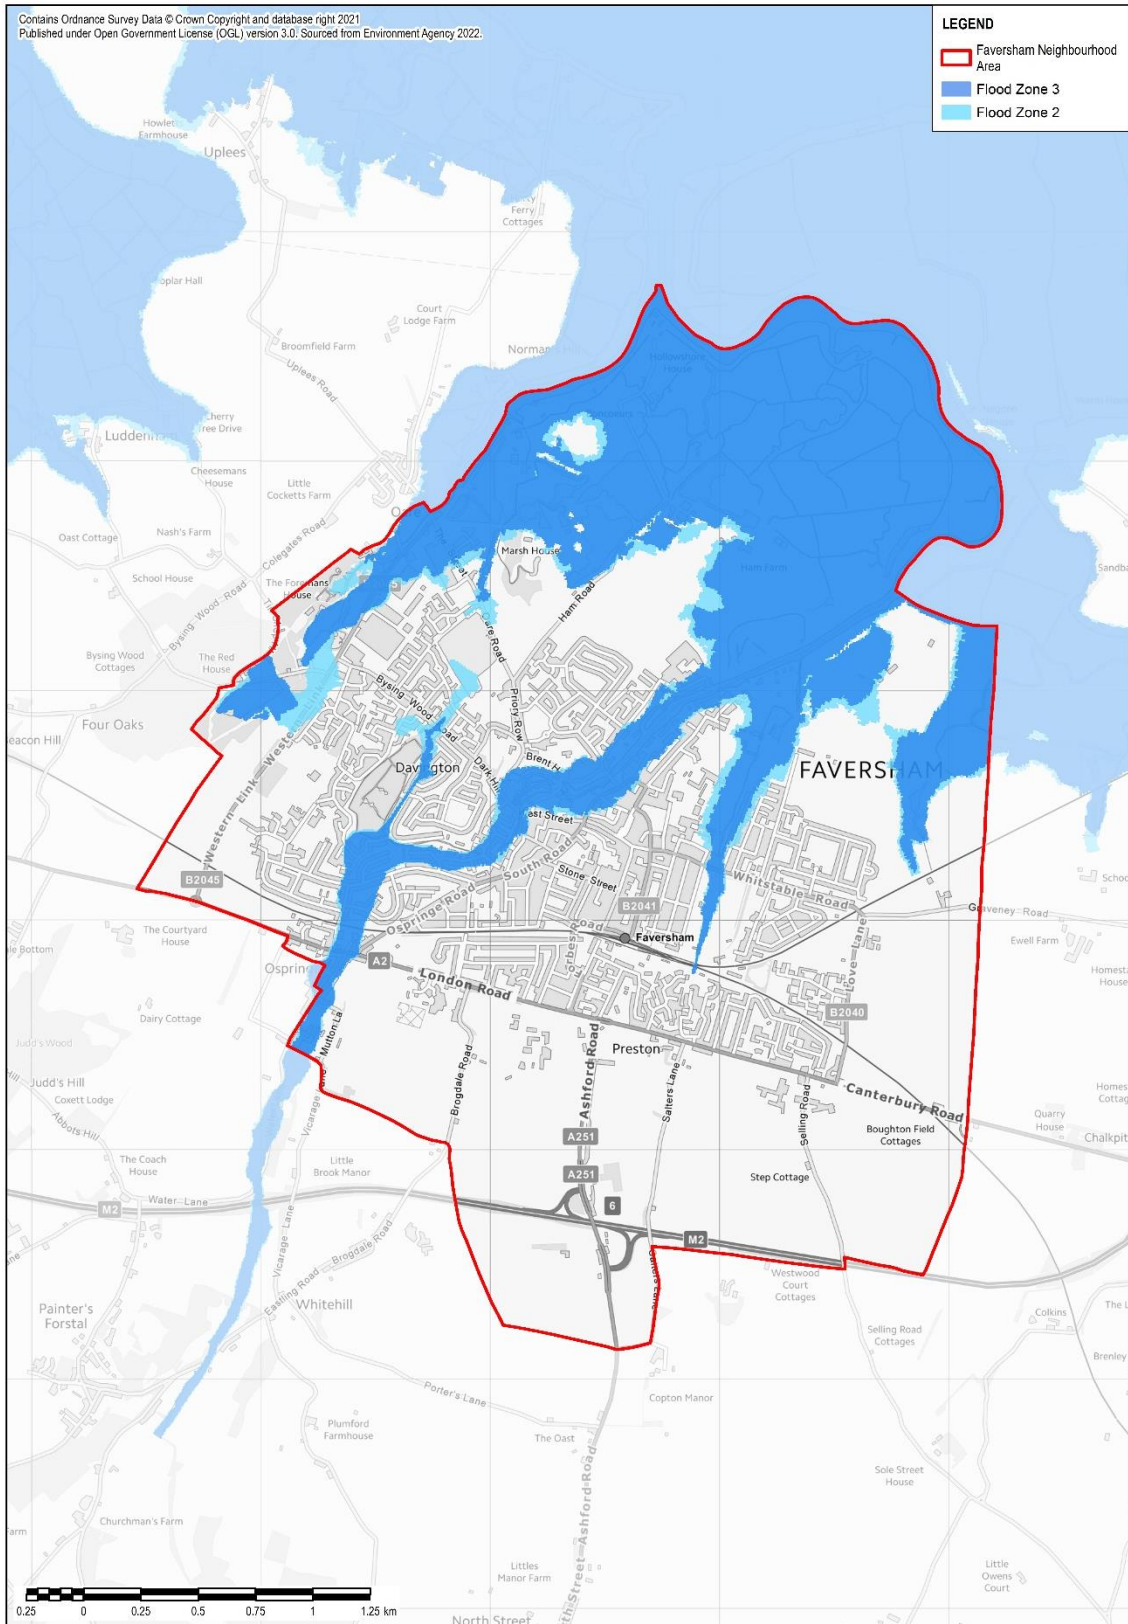 Contains Ordnance Survey Data © Crown Copyright and database right 2021
Published under Open Government License (OGL) version 3.0. Sourced from Environment Agency 2022.
LEGEND
Faversham Neighbourhood
Area
Flood Zone 3
Flood Zone 2
Uplees
Farmhouse
Ferry
Cottages
Court
Lodge Farm
Broomfield Farm
Uplees Road
Hollowshore
House
Tree Drive
Cheesemans
House
Little
Cocketts Farm
Oast Cottage
Nash's Farm
School House
Colegates Road
Bysing Wood Road
Marsh House
Ham Road
Ham Farm
House
Bysing Wood
Cottages
The Red
House
Four Oaks
Western Link
Bysing Wood Road
Priory Row
Davington
Dark Hill
FAVERSHAM
South Road
Stone Street
B2045
B2041
Whitstable Road
Graveney Road
The Courtyard
House
Ospringe Road
Faversham
Ewell Farm
Love Lane
A2
London Road
Dairy Cottage
B2040
Judd's Wood
Mutton La
Preston
Judd's Hill
Coxett Lodge
Abbots Hill
Brogdale Road
Ashford Road
Salters Lane
Selling Road
Canterbury Road
Quarry
House
Boughton Field
Cottages
A251
The Coach
House
Little
Brook Manor
Step Cottage
A251
Water Lane
M2
6
M2
Vicarage Lane
Brogdale Road
Westwood
Court
Cottages
Eastling Road
Whitehill
Painter's
Forstal
Colkins
Selling Road
Cottages
Brenley
Porter's Lane
Copton Manor
Plumford
Farmhouse
The Oast
Ashford Road
Sole Street
House
Churchman's Farm
Littles
Manor Farm
Little
Owens
Court
0.25 0 0.25 0.5 0.75 1 1.25 km
North Street